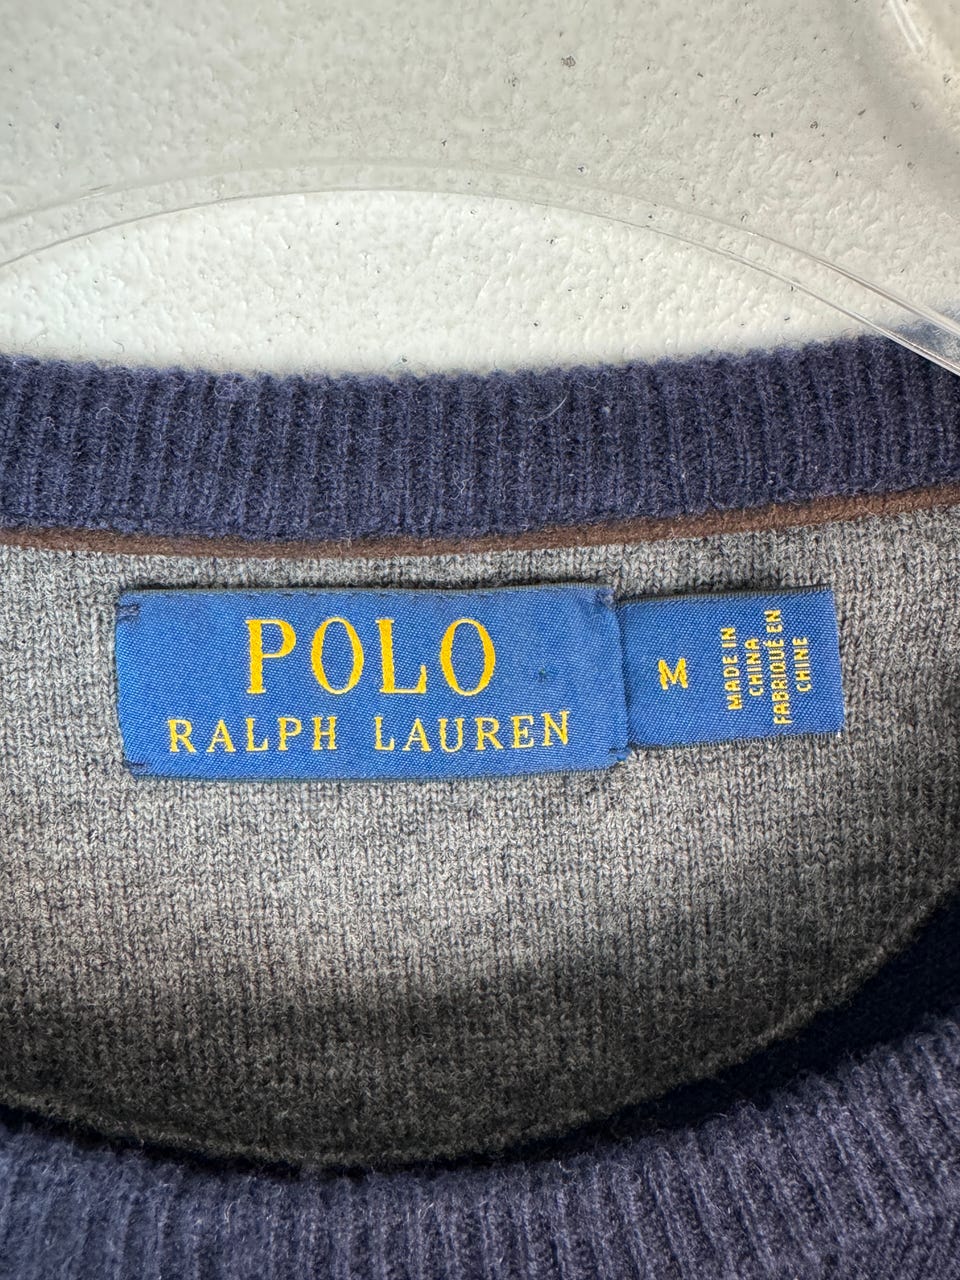 POLO
RALPH LAUREN
M
MADE IN
CHINA
FABRIQUÉ EN
CHINE